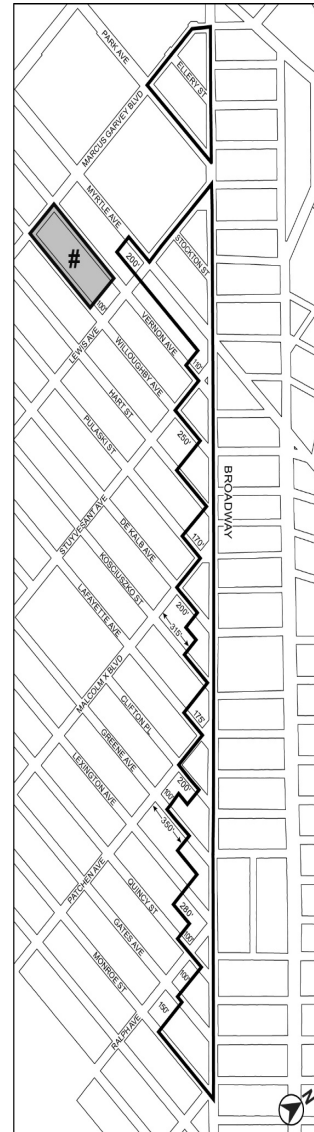 PARK AVE
ELLERY ST
MARCUS GARVEY BLVD
MYRTLE AVE
200'
STOCKTON ST
#
100'
LEWIS AVE
VERNON AVE
110'
WILLOUGHBY AVE
HART ST
250'
PULASKI ST
BROADWAY
STUYVESANT AVE
DE KALB AVE
170'
KOSCIUSZKO ST
200'
315'
LAFAYETTE AVE
MALCOLM X BLVD
175'
CLIFTON PL
GREENE AVE
200'
100'
LEXINGTON AVE
350'
PATCHEN AVE
QUINCY ST
280'
100'
GATES AVE
100'
MONROE ST
150'
RALPH AVE
N